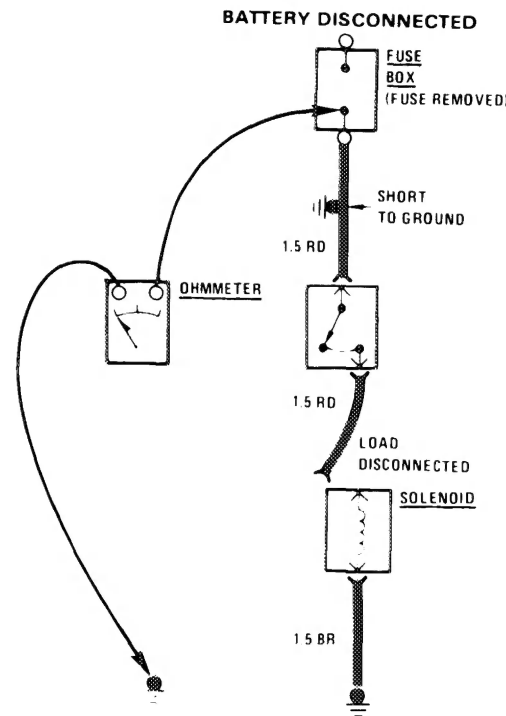 BATTERY DISCONNECTED
FUSE
BOX
(FUSE REMOVED)
SHORT
TO GROUND
1.5 RD
OHMMETER
1.5 RD
LOAD
DISCONNECTED
SOLENOID
1.5 BR